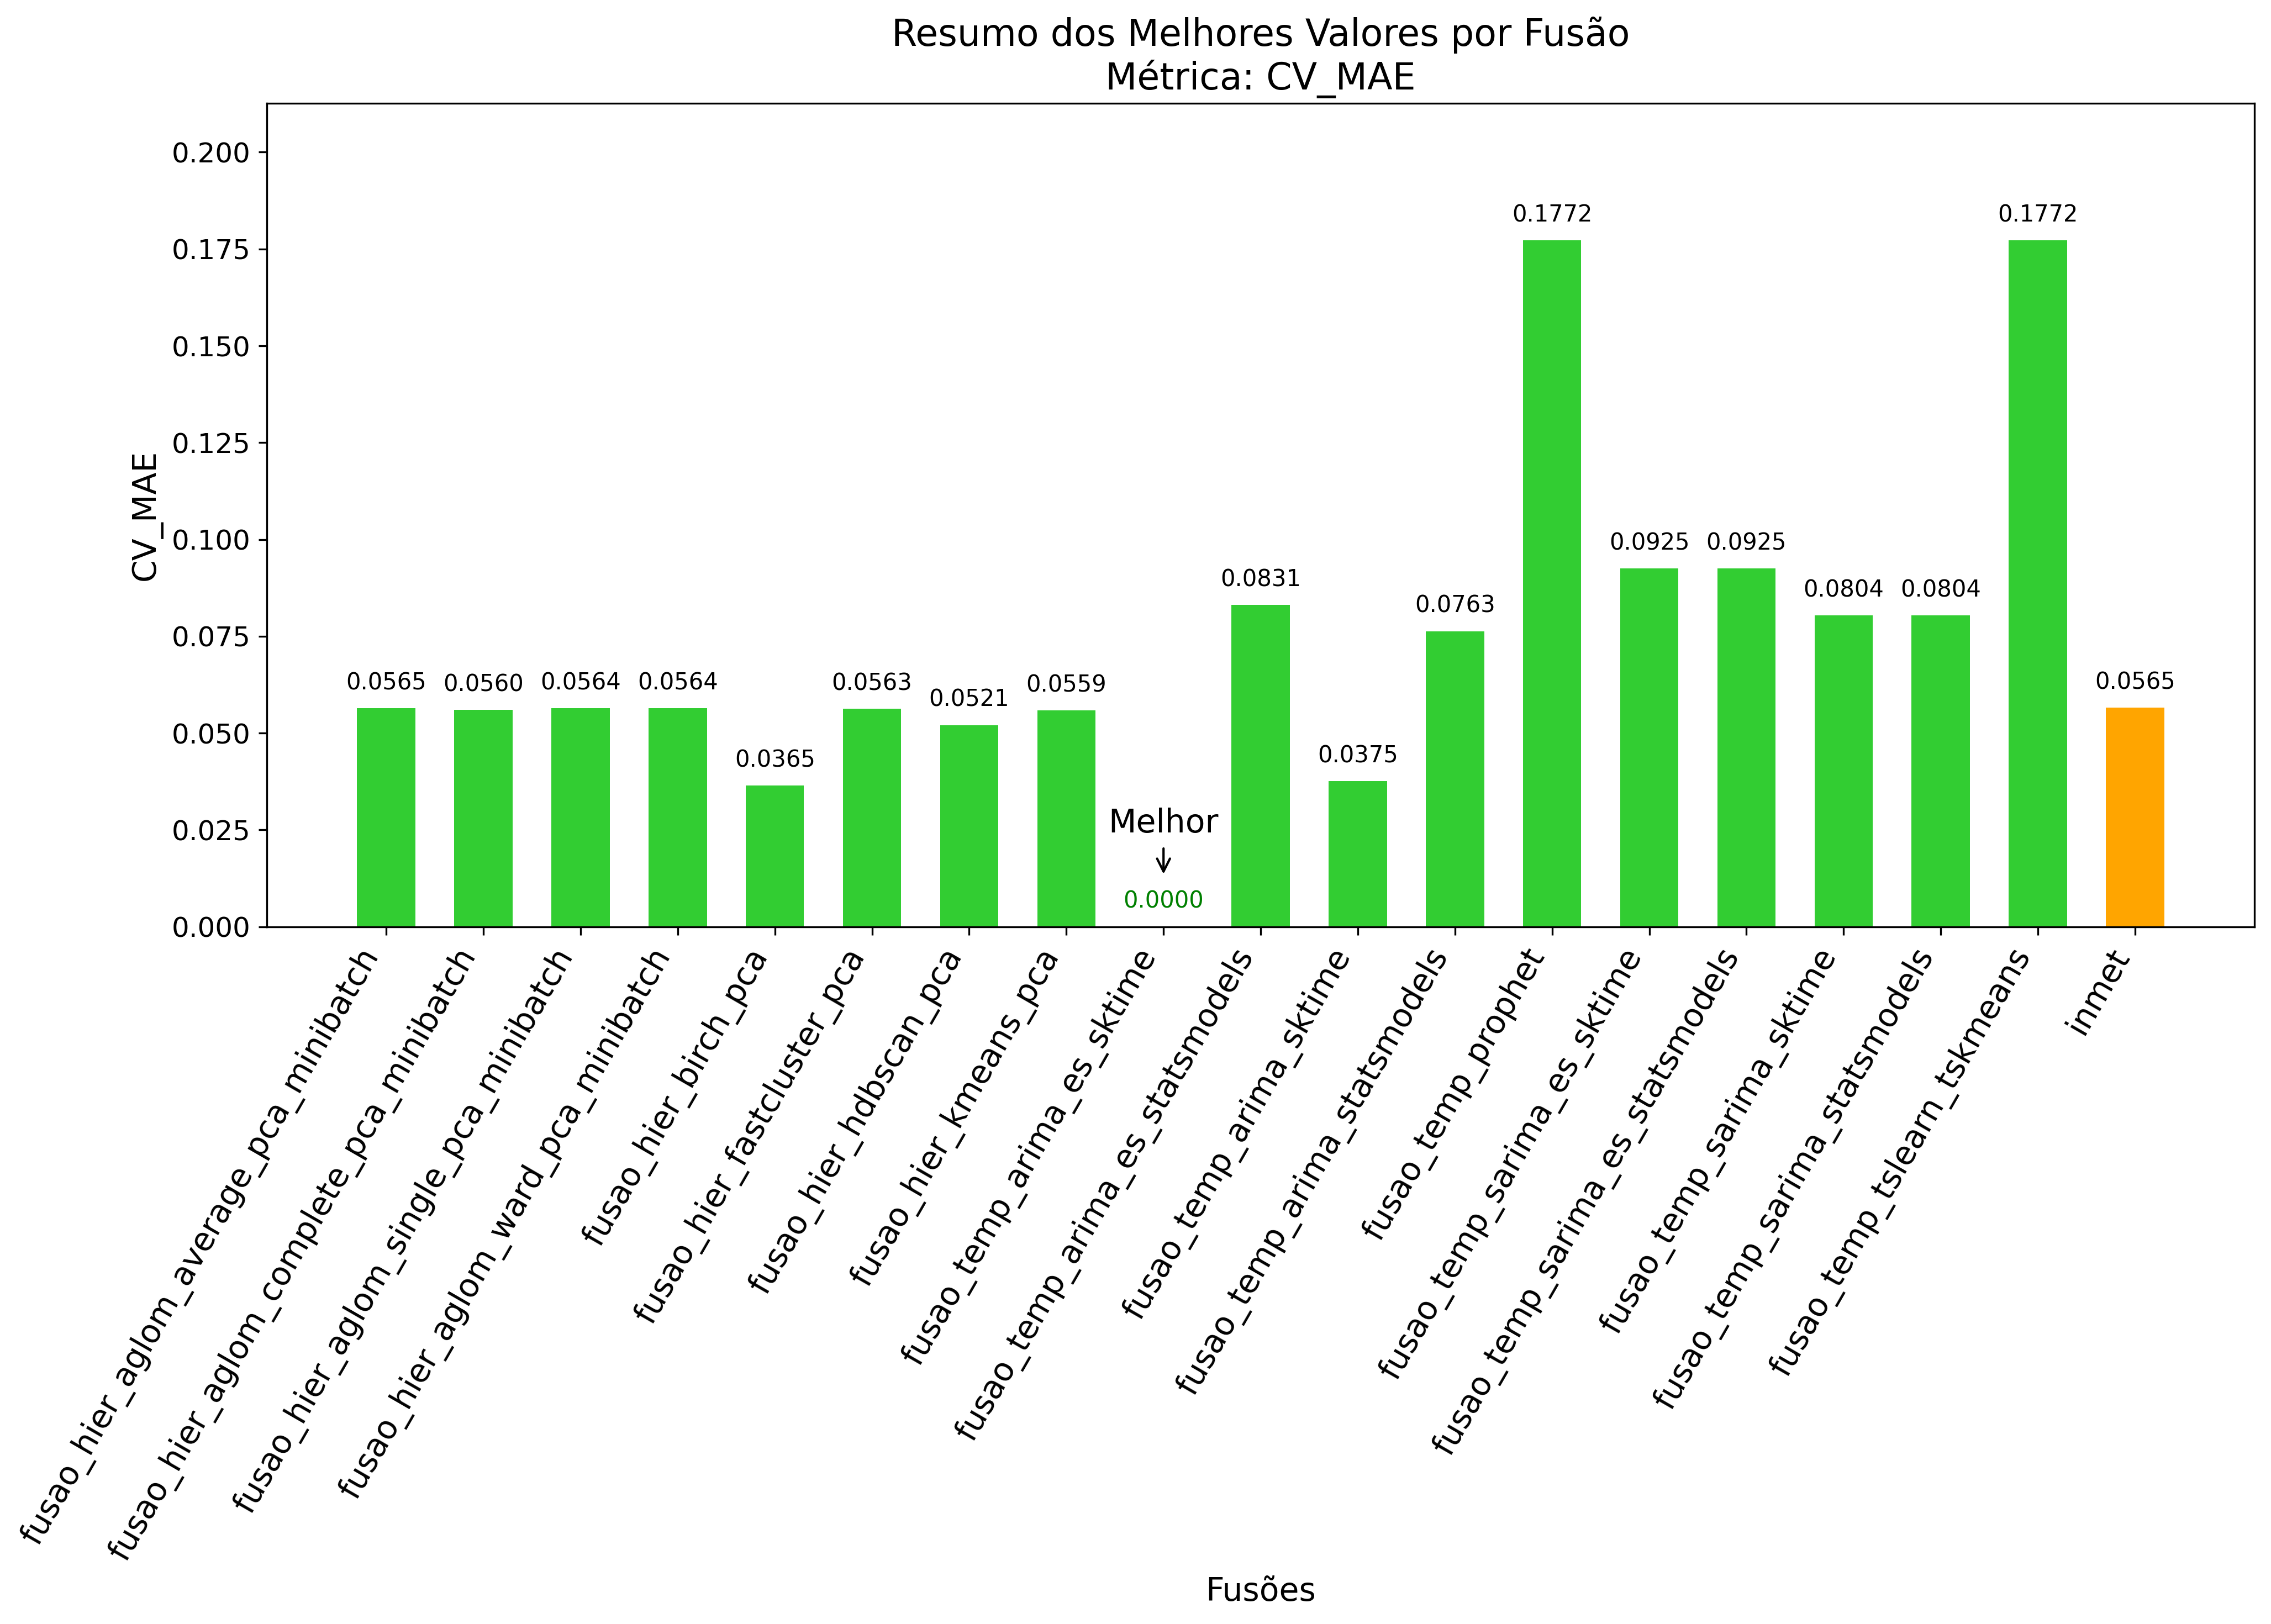 Resumo dos Melhores Valores por Fusão
Métrica: CV_MAE
CV_MAE
0.200
0.175
0.150
0.125
0.100
0.075
0.050
0.025
0.000
0.0565
0.0560
0.0564
0.0564
0.0365
0.0563
0.0521
0.0559
Melhor
0.0000
0.0831
0.0375
0.0763
0.1772
0.0925
0.0925
0.0804
0.0804
0.1772
0.0565
fusao_hier_aglom_average_pca_minibatch
fusao_hier_aglom_complete_pca_minibatch
fusao_hier_aglom_single_pca_minibatch
fusao_hier_aglom_ward_pca_minibatch
fusao_hier_birch_pca
fusao_hier_fastcluster_pca
fusao_hier_hdbscan_pca
fusao_hier_kmeans_pca
fusao_temp_arima_es_sktime
fusao_temp_arima_es_statsmodels
fusao_temp_arima_sktime
fusao_temp_arima_statsmodels
fusao_temp_prophet
fusao_temp_sarima_es_sktime
fusao_temp_sarima_es_statsmodels
fusao_temp_sarima_sktime
fusao_temp_sarima_statsmodels
fusao_temp_tslearn_tskmeans
inmet
Fusões